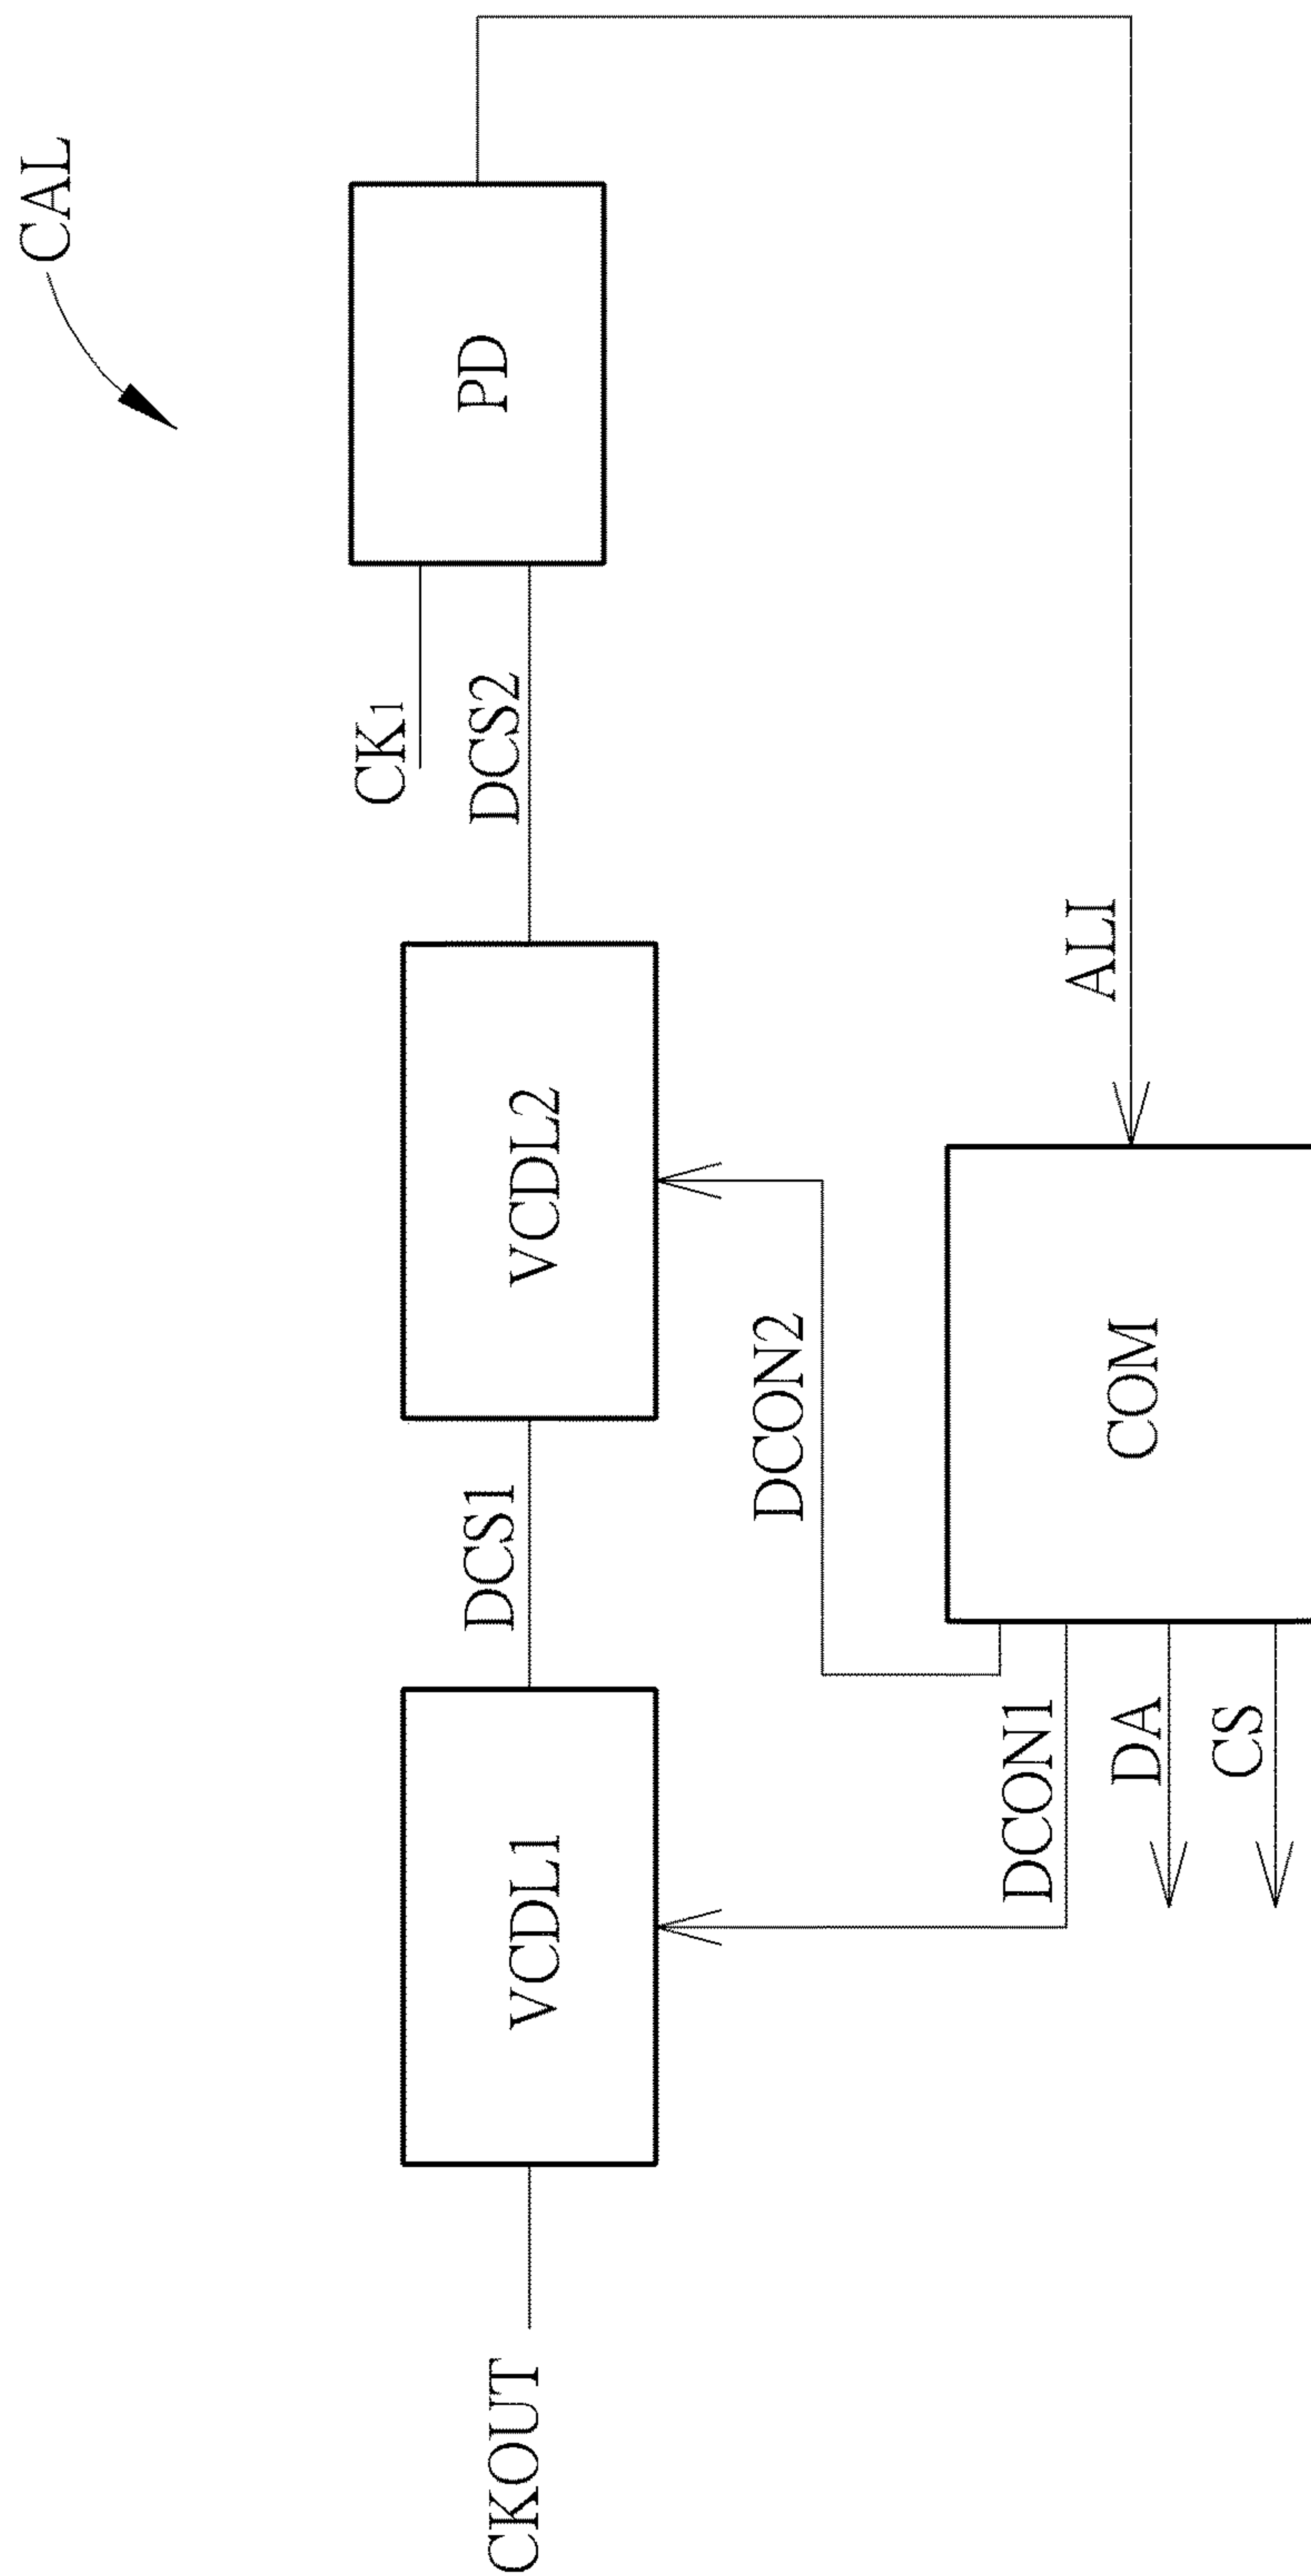 CAL
CKOUT
VCDL1
DCS1
VCDL2
DCS2
CK1
PD
DCON2
DCON1
DA
CS
COM
ALI